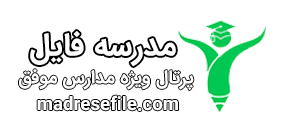 مدرسه فایل
پرتال ویژه مدارس موفق
madresefile.com